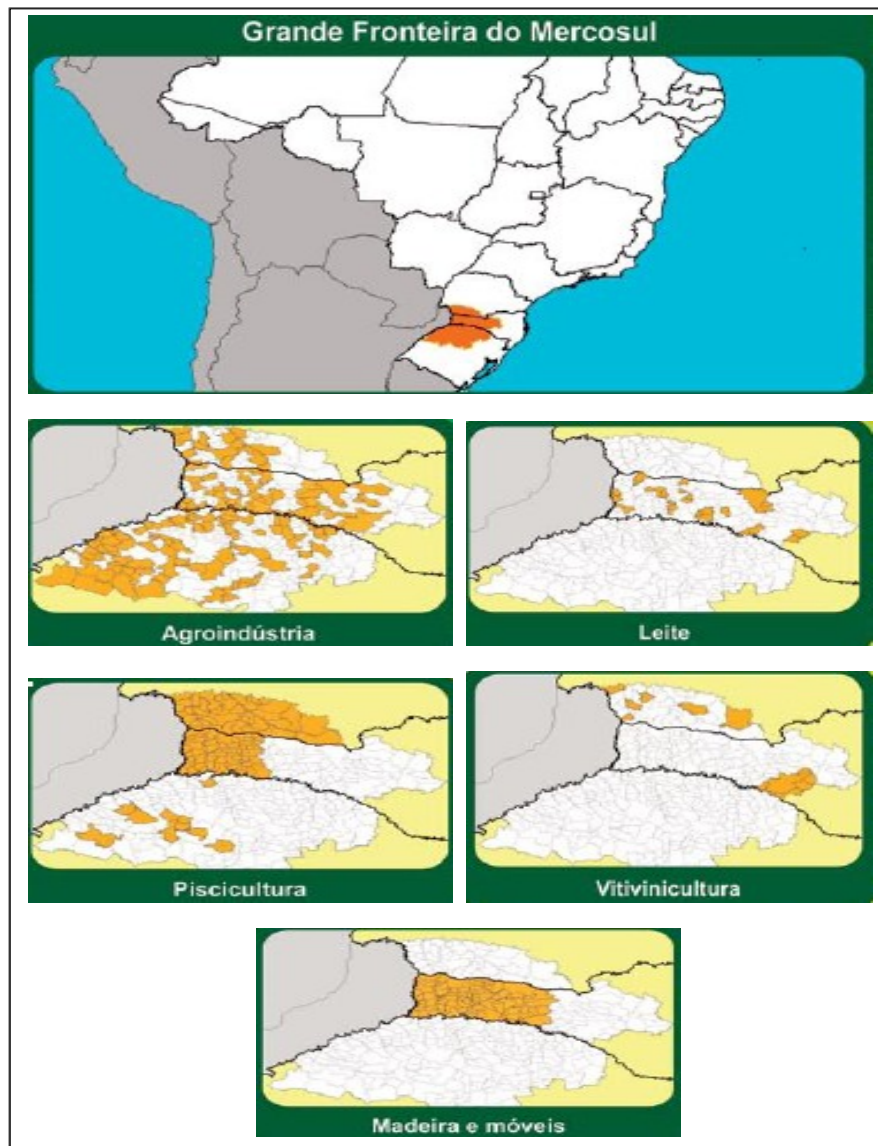 Grande Fronteira do Mercosul
Agroindústria
Leite
Piscicultura
Vitivinicultura
Madeira e móveis